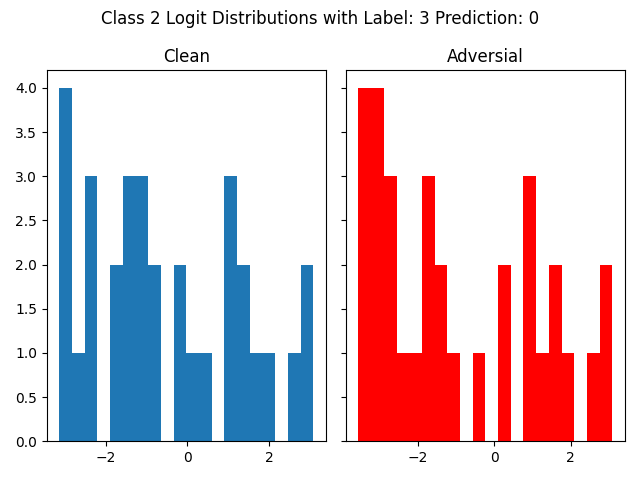 Class 2 Logit Distributions with Label: 3 Prediction: 0
Clean
Adversial
4.0
3.5
3.0
2.5
2.0
1.5
1.0
0.5
0.0
−2 0 2
−2 0 2